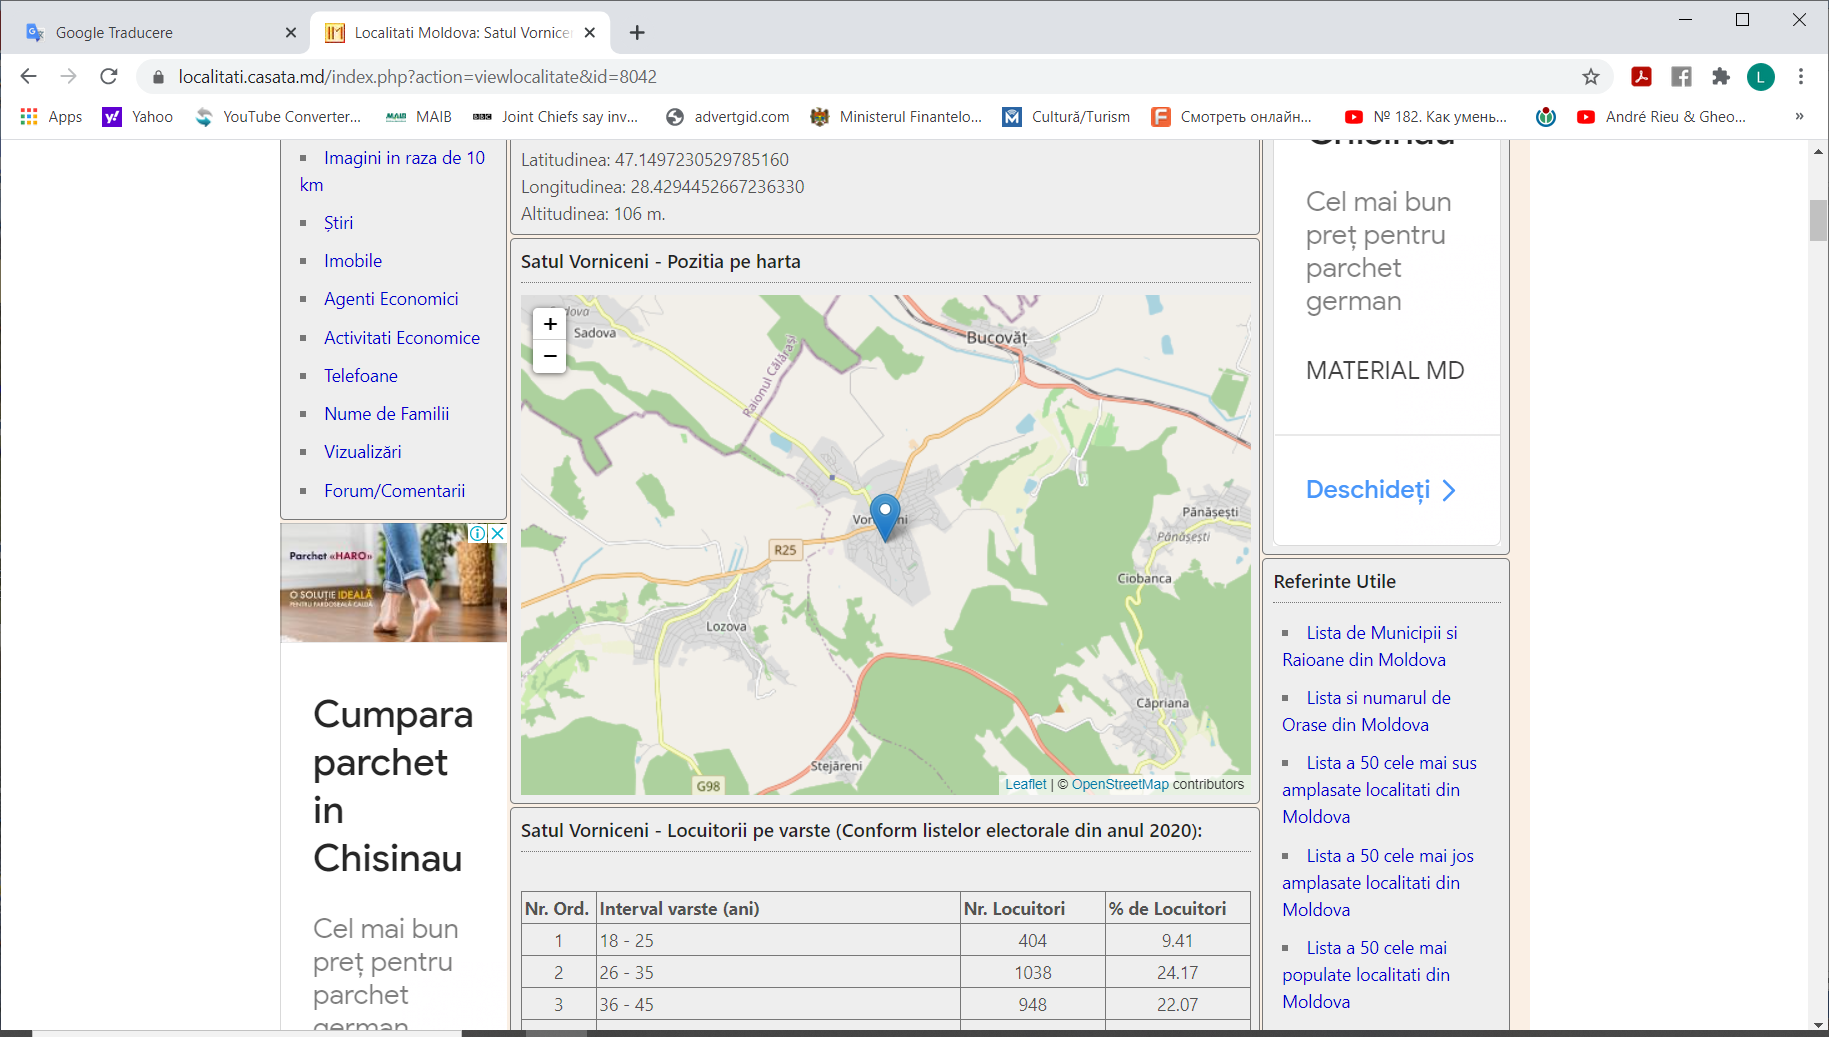 Google Traducere
Localitati Moldova: Satul Vornice
localitati.casata.md/index.php?action=viewlocalitate&id=8042
L
Apps
Yahoo
YouTube Converter...
MAIB
MAIB
BBC
Joint Chiefs say inv...
advertgid.com
Ministerul Finantelo...
Cultură/Turism
Смотреть онлайн...
№ 182. Как умень...
André Rieu & Gheo...
»
Imagini in raza de 10
km
Știri
Imobile
Agenti Economici
Activitati Economice
Telefoane
Nume de Familii
Vizualizări
Forum/Comentarii
Parchet «HARO»
O SOLUȚIE IDEALĂ
PENTRU PARDOSEALĂ CALDĂ
Cumpara
parchet
in
Chisinau
Cel mai bun
preț pentru
parchet
german
Latitudinea: 47.1497230529785160
Longitudinea: 28.4294452667236330
Altitudinea: 106 m.
Satul Vorniceni - Pozitia pe harta
+
−
Sadova
Raionul Călărași
Bucovăț
R25
Lozova
Pănășești
Pănășești
Ciobanca
Căpriana
Stejăreni
G98
Leaflet | © OpenStreetMap contributors
Satul Vorniceni - Locuitorii pe varste (Conform listelor electorale din anul 2020):
Nr. Ord. Interval varste (ani) Nr. Locuitori % de Locuitori
1 18 - 25 404 9.41
2 26 - 35 1038 24.17
3 36 - 45 948 22.07
Chisinau
Cel mai bun
preț pentru
parchet
german
MATERIAL MD
Deschideți
Referinte Utile
Lista de Municipii si
Raioane din Moldova
Lista si numarul de
Orase din Moldova
Lista a 50 cele mai sus
amplasate localitati din
Moldova
Lista a 50 cele mai jos
amplasate localitati din
Moldova
Lista a 50 cele mai
populate localitati din
Moldova